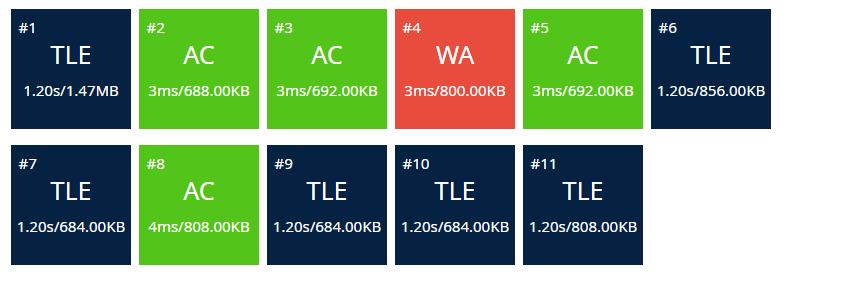 #1 #2 #3 #4 #5 #6
TLE AC AC WA AC TLE
1.20s/1.47MB 3ms/688.00KB 3ms/692.00KB 3ms/800.00KB 3ms/692.00KB 1.20s/856.00KB
#7 #8 #9 #10 #11
TLE AC TLE TLE TLE
1.20s/684.00KB 4ms/808.00KB 1.20s/684.00KB 1.20s/684.00KB 1.20s/808.00KB